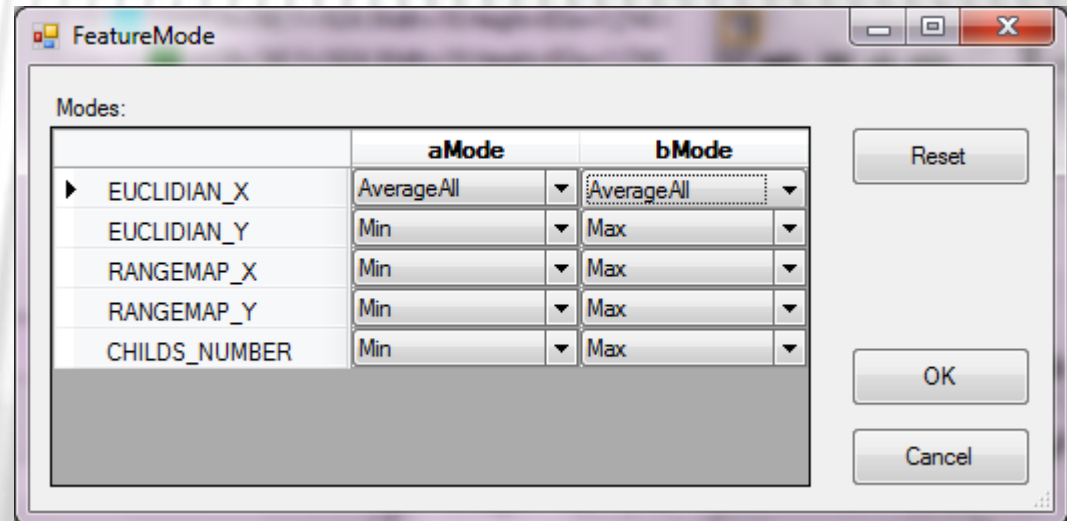 FeatureMode
Modes:
aMode bMode
EUCLIDIAN_X AverageAll AverageAll
EUCLIDIAN_Y Min Max
RANGEMAP_X Min Max
RANGEMAP_Y Min Max
CHILDS_NUMBER Min Max
Reset
OK
Cancel